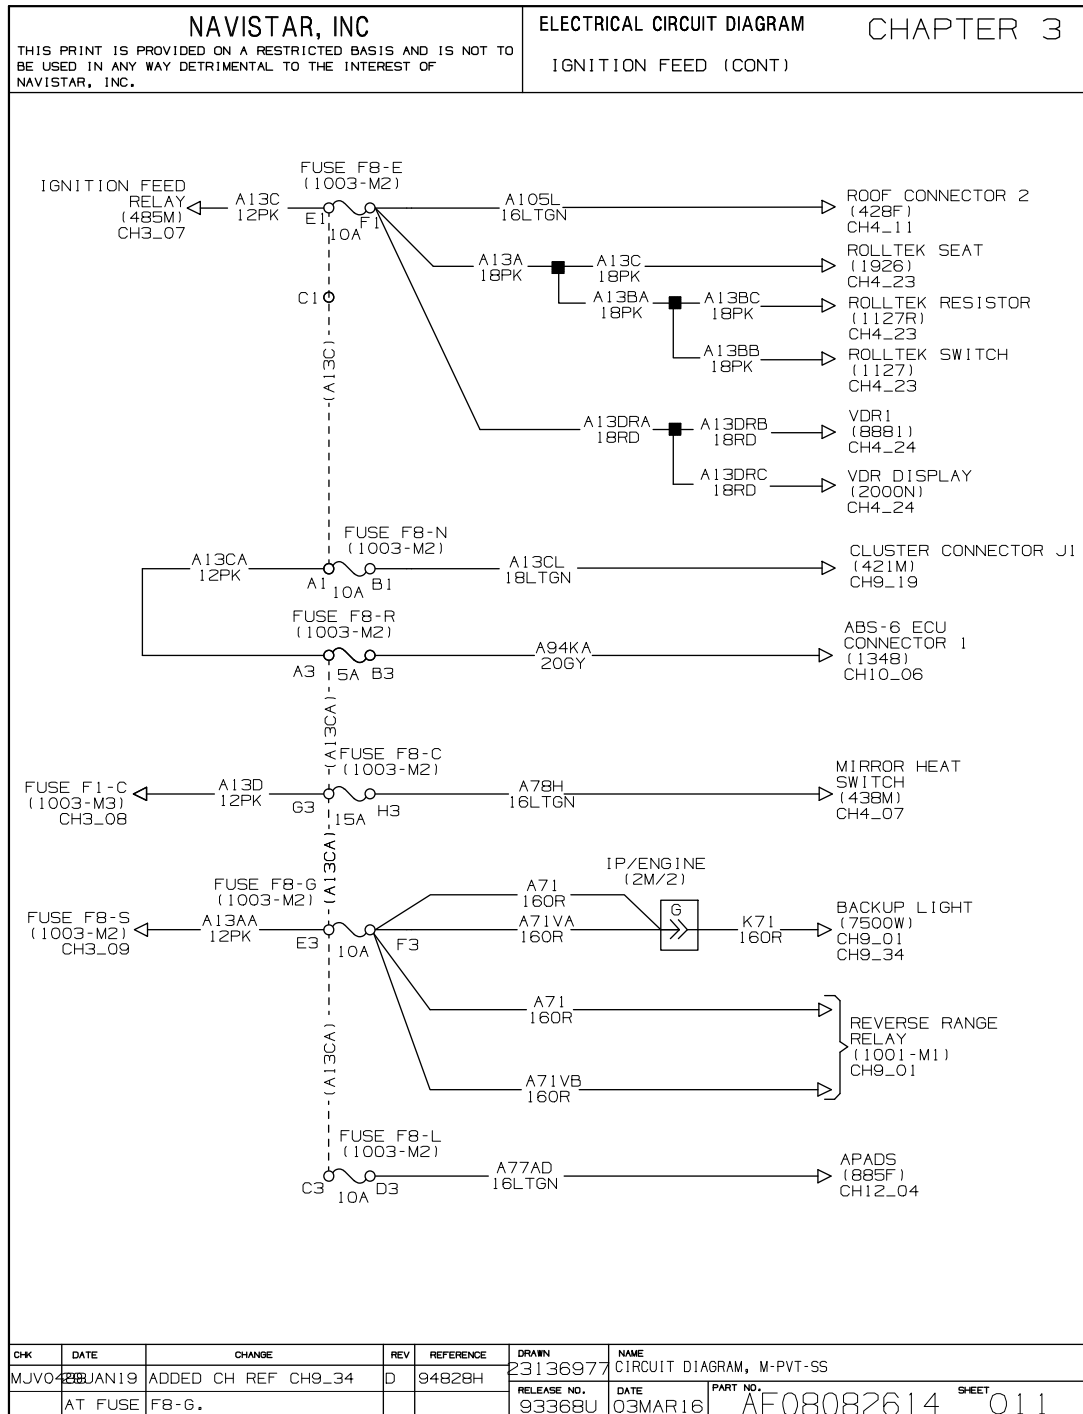 NAVISTAR, INC
THIS PRINT IS PROVIDED ON A RESTRICTED BASIS AND IS NOT TO
BE USED IN ANY WAY DETRIMENTAL TO THE INTEREST OF
NAVISTAR, INC.
ELECTRICAL CIRCUIT DIAGRAM
CHAPTER 3
IGNITION FEED (CONT)
FUSE F8-E
(1003-M2)
IGNITION FEED
RELAY
(485M)
CH3_07
A13C
12PK
E1
10A
F1
A105L
16LTGN
ROOF CONNECTOR 2
(428F)
CH4_11
A13A
18PK
A13C
18PK
ROLLTEK SEAT
(1926)
CH4_23
C1
A13BA
18PK
A13BC
18PK
ROLLTEK RESISTOR
(1127R)
CH4_23
(A13C)
A13BB
18PK
ROLLTEK SWITCH
(1127)
CH4_23
A13DRA
18RD
A13DRB
18RD
VDR1
(8881)
CH4_24
A13DRC
18RD
VDR DISPLAY
(2000N)
CH4_24
FUSE F8-N
(1003-M2)
A13CA
12PK
A1
10A
B1
A13CL
18LTGN
CLUSTER CONNECTOR J1
(421M)
CH9_19
FUSE F8-R
(1003-M2)
A3
5A
B3
A94KA
20GY
ABS-6 ECU
CONNECTOR 1
(1348)
CH10_06
(A13CA)
FUSE F8-C
(1003-M2)
FUSE F1-C
(1003-M3)
CH3_08
A13D
12PK
G3
15A
H3
A78H
16LTGN
MIRROR HEAT
SWITCH
(438M)
CH4_07
(A13CA)
FUSE F8-G
(1003-M2)
FUSE F8-S
(1003-M2)
CH3_09
A13AA
12PK
E3
10A
F3
A71
16OR
A71VA
16OR
IP/ENGINE
(2M/2)
G
K71
16OR
BACKUP LIGHT
(7500W)
CH9_01
CH9_34
A71
16OR
REVERSE RANGE
RELAY
(1001-M1)
CH9_01
(A13CA)
A71VB
16OR
FUSE F8-L
(1003-M2)
C3
10A
D3
A77AD
16LTGN
APADS
(885F)
CH12_04
CHK DATE CHANGE REV REFERENCE
JAN19 ADDED CH REF CH9_34 D 94828H
AT FUSE F8-G.
DRAWN
23136977
NAME
CIRCUIT DIAGRAM, M-PVT-SS
RELEASE NO.
93368U
DATE
03MAR16
PART NO.
AF08082614
SHEET
011